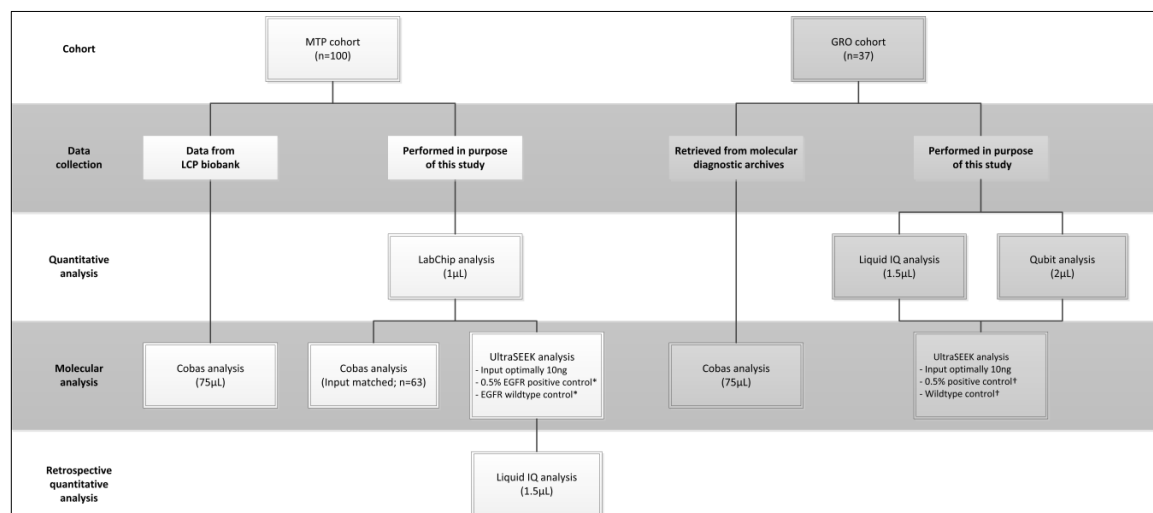 Cohort
MTP cohort
(n=100)
GRO cohort
(n=37)
Data
collection
Data from
LCP biobank
Performed in purpose
of this study
Retrieved from molecular
diagnostic archives
Performed in purpose
of this study
Quantitative
analysis
LabChip analysis
(1µL)
Liquid IQ analysis
(1.5µL)
Qubit analysis
(2µL)
Molecular
analysis
Cobas analysis
(75µL)
Cobas analysis
(Input matched; n=63)
UltraSEEK analysis
- Input optimally 10ng
- 0.5% EGFR positive control*
- EGFR wildtype control*
Cobas analysis
(75µL)
UltraSEEK analysis
- Input optimally 10ng
- 0.5% positive control†
- Wildtype control†
Retrospective
quantitative
analysis
Liquid IQ analysis
(1.5µL)